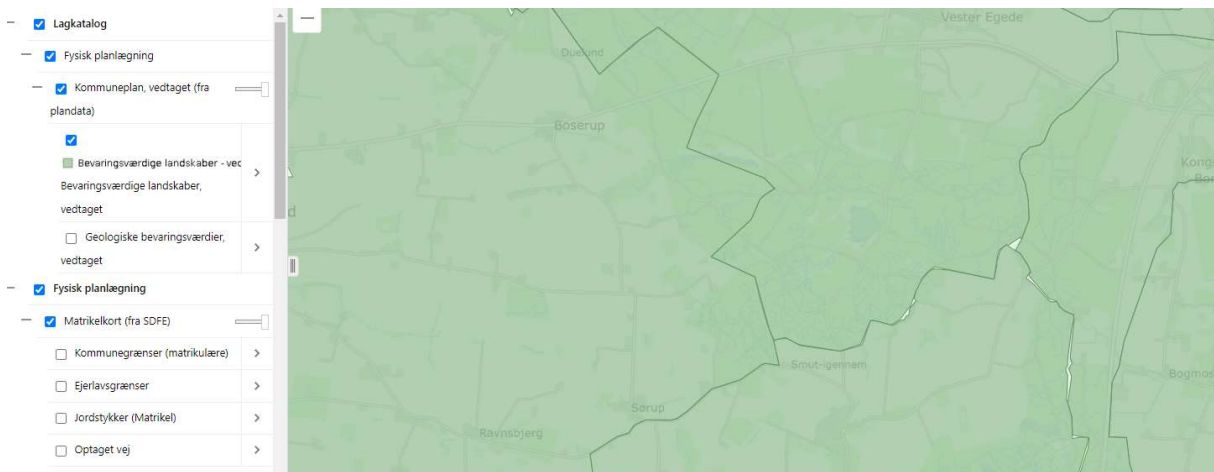 Lagkatalog
Fysisk planlægning
Kommuneplan, vedtaget (fra
plandata)
Bevaringsværdige landskaber - ved
Bevaringsværdige landskaber,
vedtaget
Geologiske bevaringsværdier,
vedtaget
Fysisk planlægning
Matrikelkort (fra SDFE)
Kommunegrænser (matrikulære)
Ejerlavsgrænser
Jordstykker (Matrikel)
Optaget vej
Vester Egede
Duelund
Boserup
Kong
d
Smut-igennem
Bogmos
Sørup
Ravnsbjerg